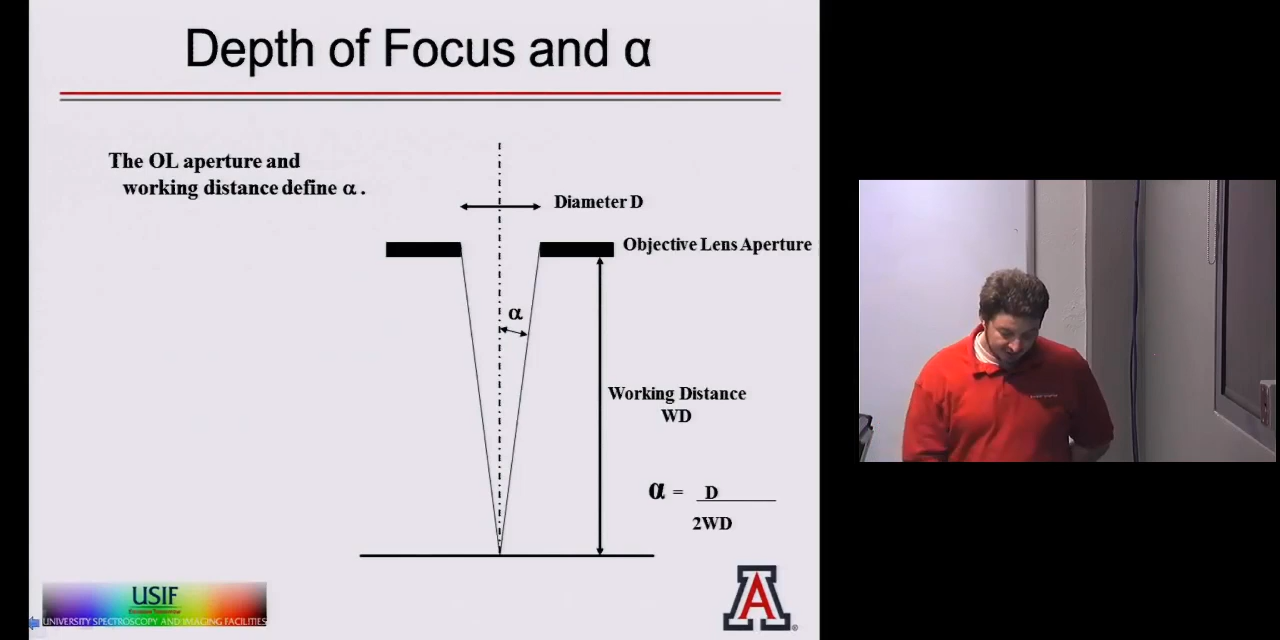 Depth of Focus and α
The OL aperture and
working distance define α .
Diameter D
Objective Lens Aperture
α
Working Distance
WD
α = D
2WD
USIF
UNIVERSITY SPECTROSCOPY AND IMAGING FACILITIES
A